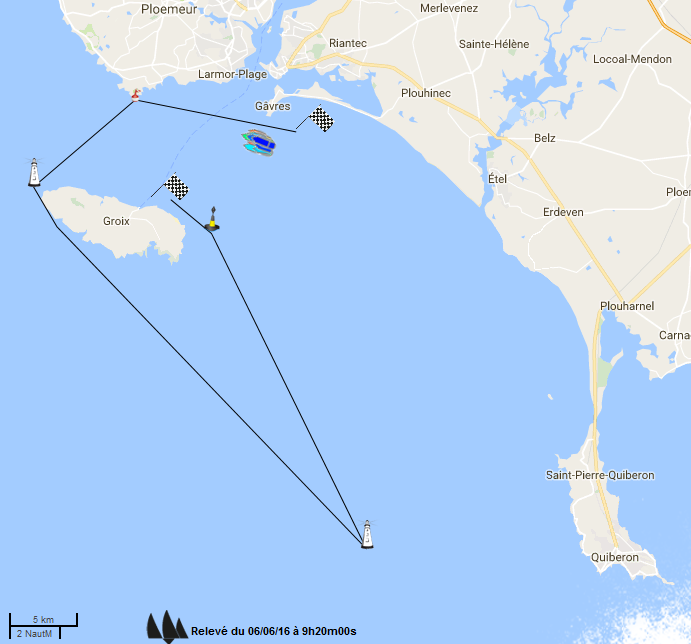 Merlevenez
Ploemeur
Riantec
Sainte-Hélène
Locoal-Mendon
Larmor-Plage
Plouhinec
Gâvres
Belz
Étel
Ploer
Erdeven
Groix
Plouharnel
Carna
Saint-Pierre-Quiberon
Quiberon
5 km
2 NautM
Relevé du 06/06/16 à 9h20m00s